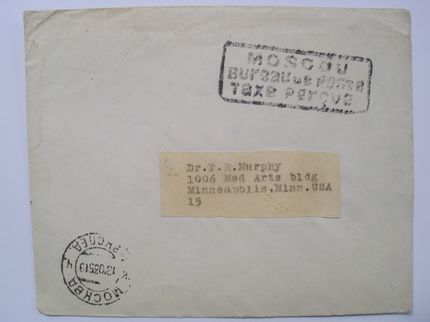 MOSCOU
Bureau de Poste
Taxe perçue
Dr.F.E.Murphy
1006 Med Arts bldg
Minneapolis,Minn.USA
15
МОСКВА